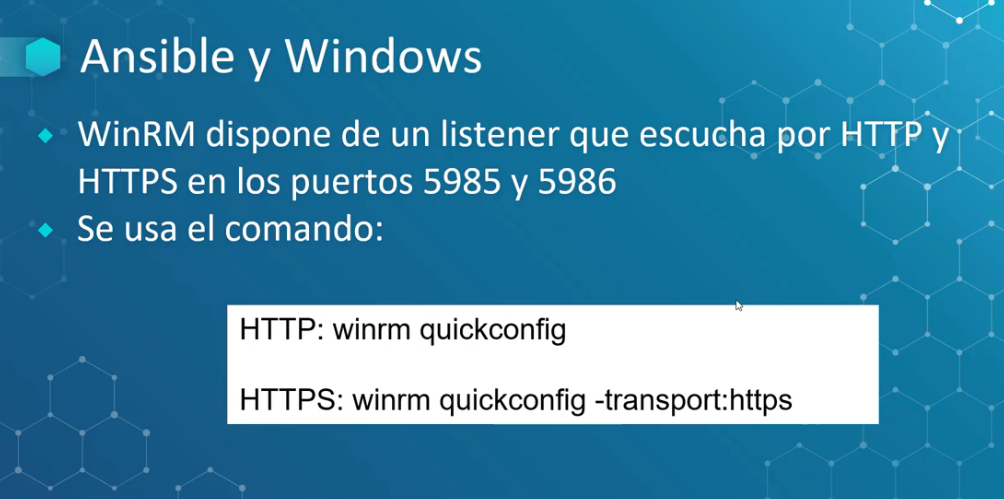 Ansible y Windows
WinRM dispone de un listener que escucha por HTTP y
HTTPS en los puertos 5985 y 5986
Se usa el comando:
HTTP: winrm quickconfig
HTTPS: winrm quickconfig -transport:https